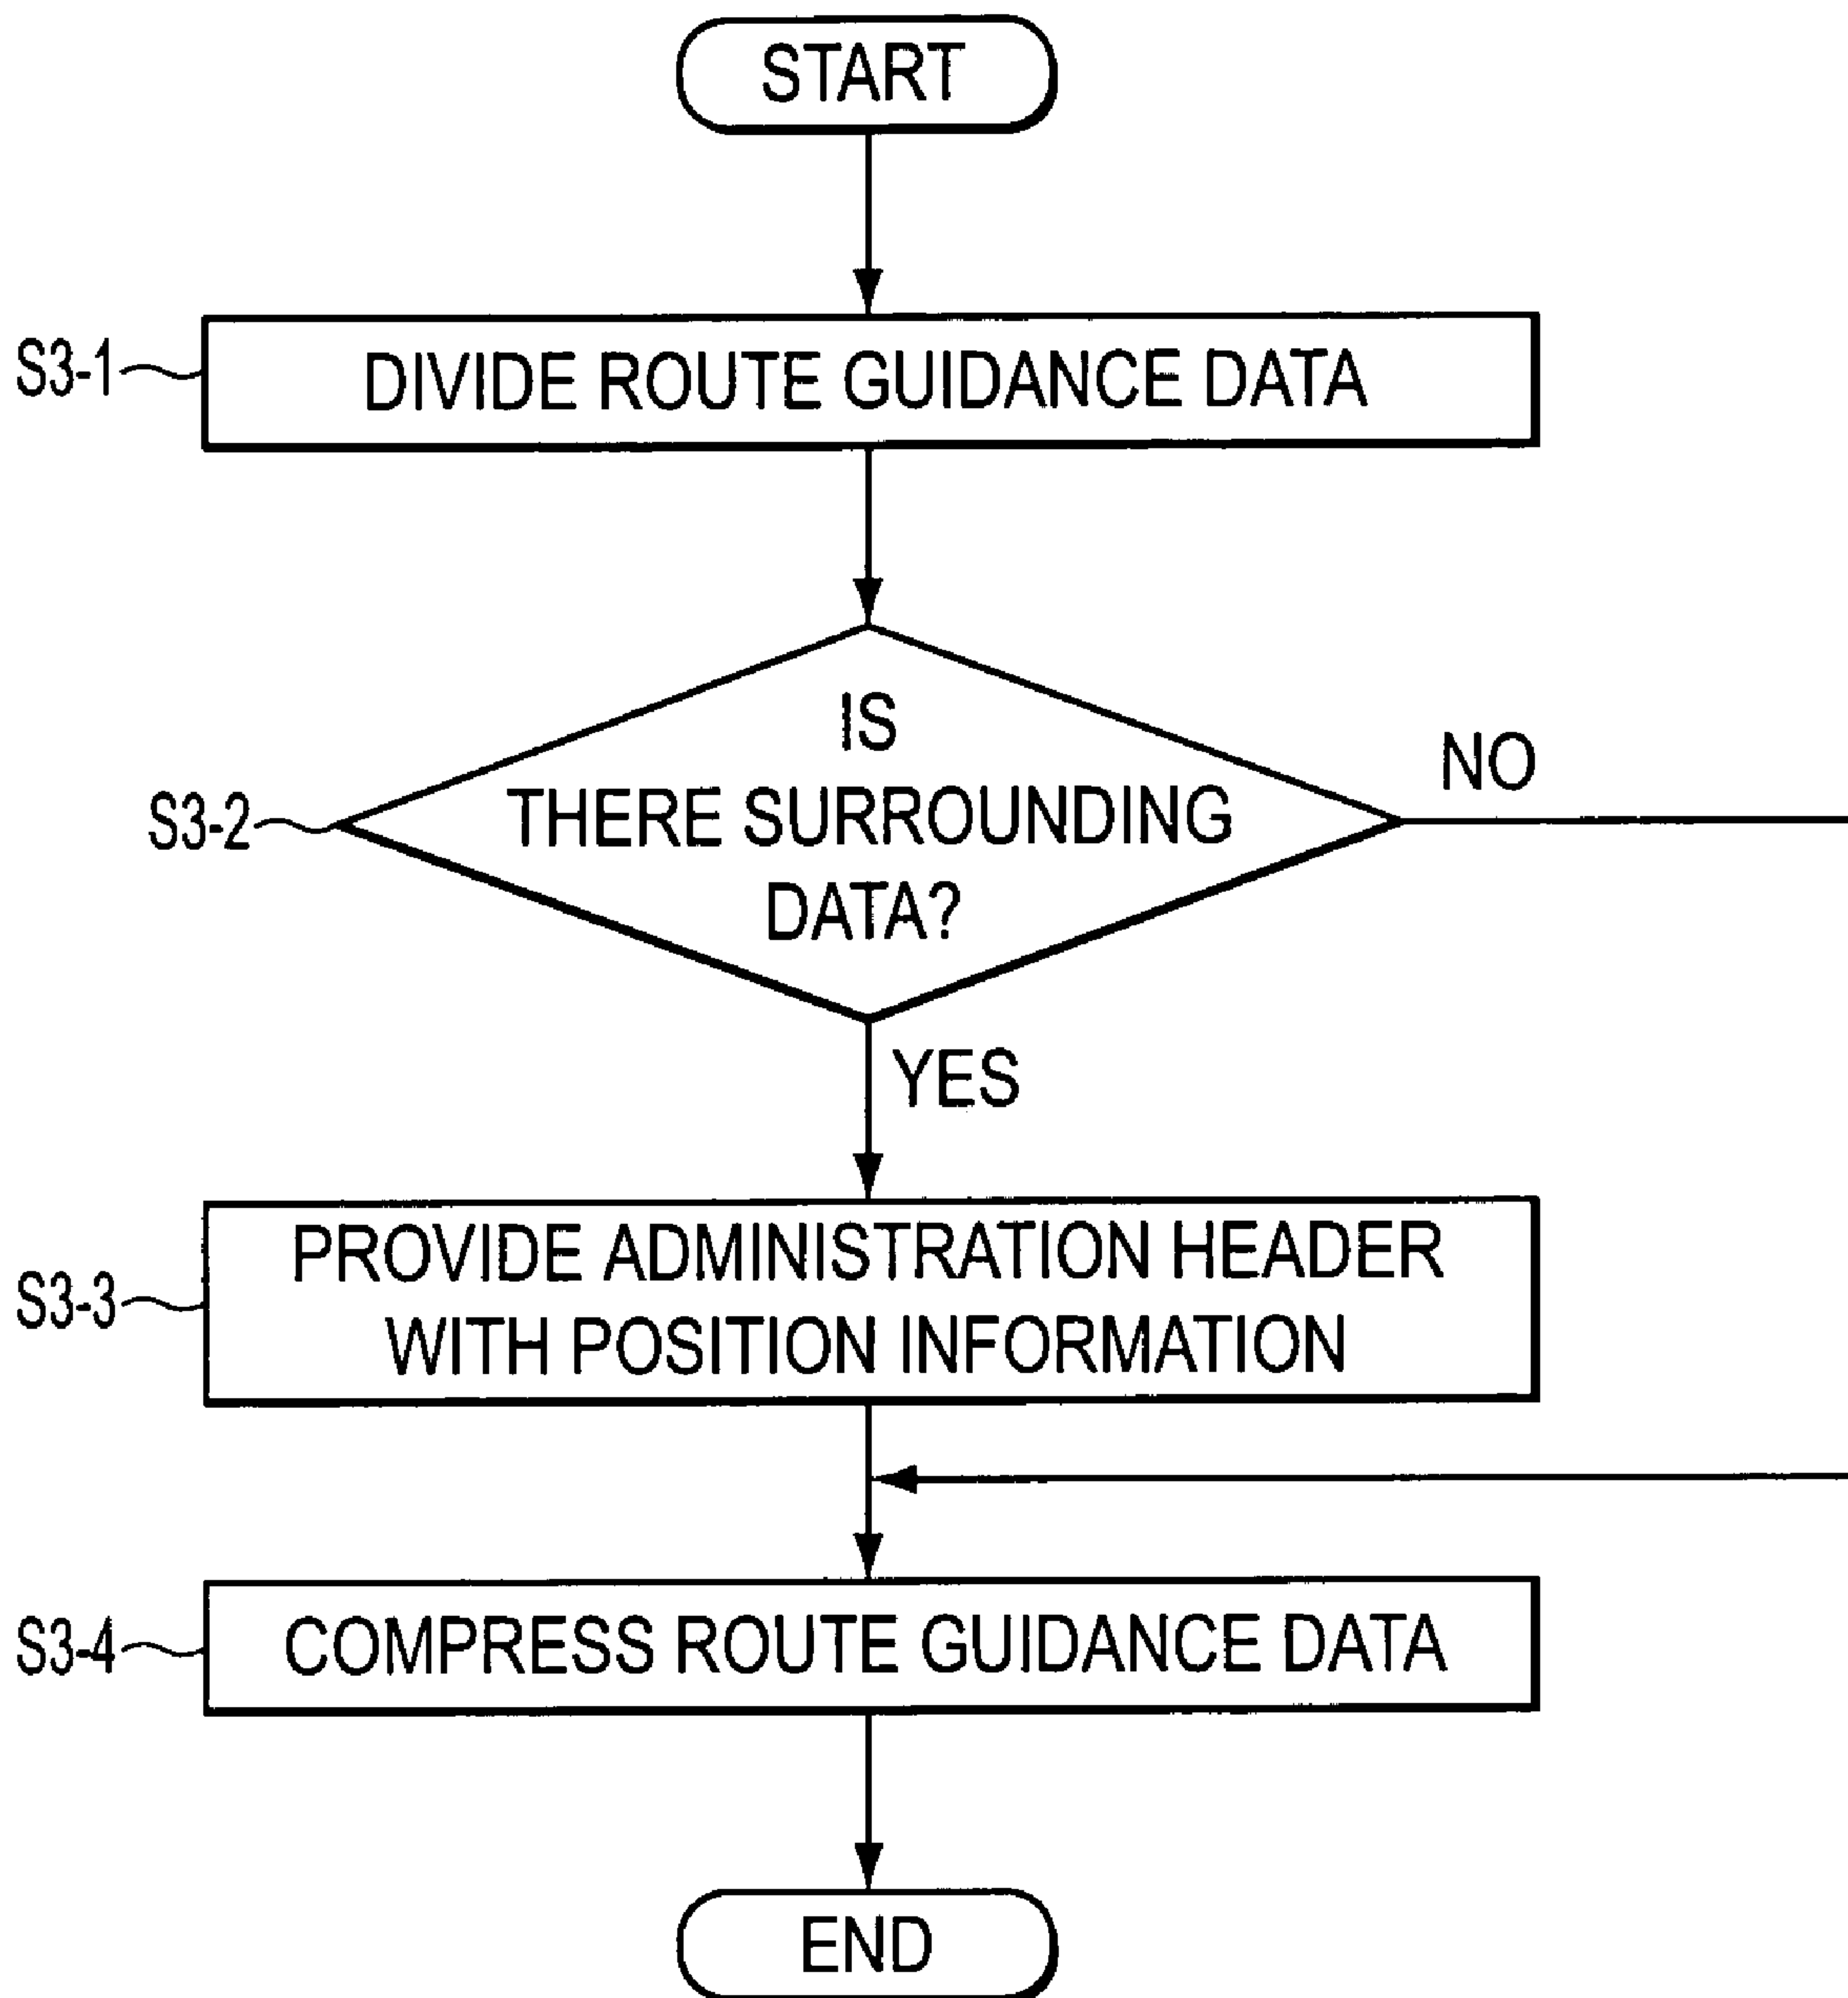 START
S3-1
DIVIDE ROUTE GUIDANCE DATA
IS
THERE SURROUNDING
DATA?
S3-2
NO
YES
S3-3
PROVIDE ADMINISTRATION HEADER
WITH POSITION INFORMATION
S3-4
COMPRESS ROUTE GUIDANCE DATA
END